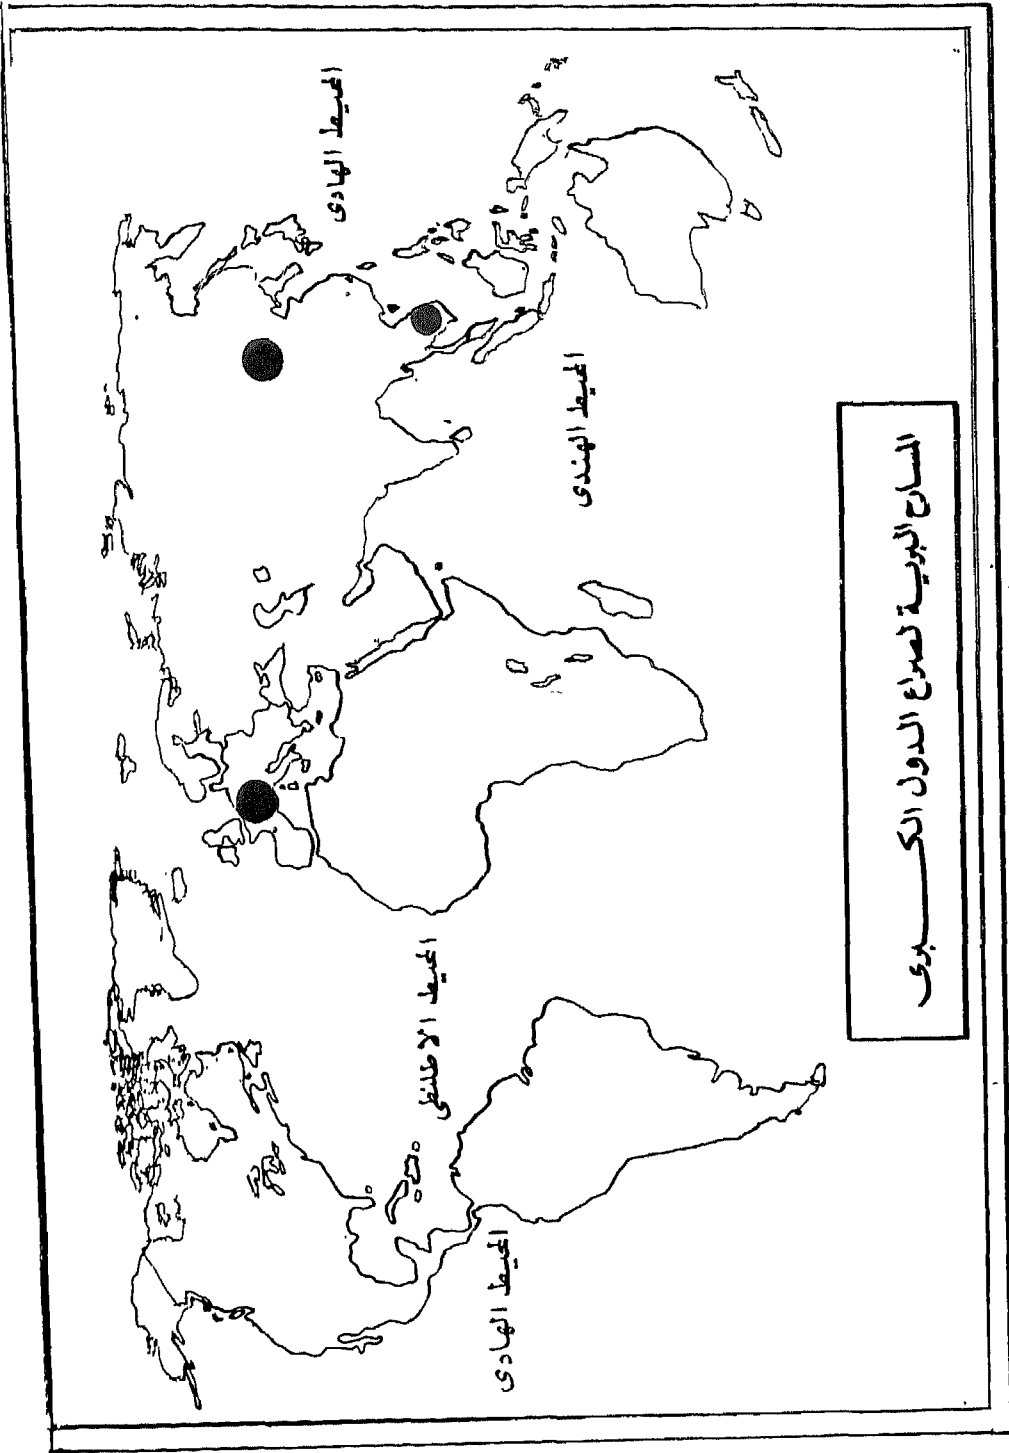 المحيط الهادى
المحيط الهندى
المحيط الاطلنطى
المحيط الهادى
المسارح البرية لصراع الدول الكبرى